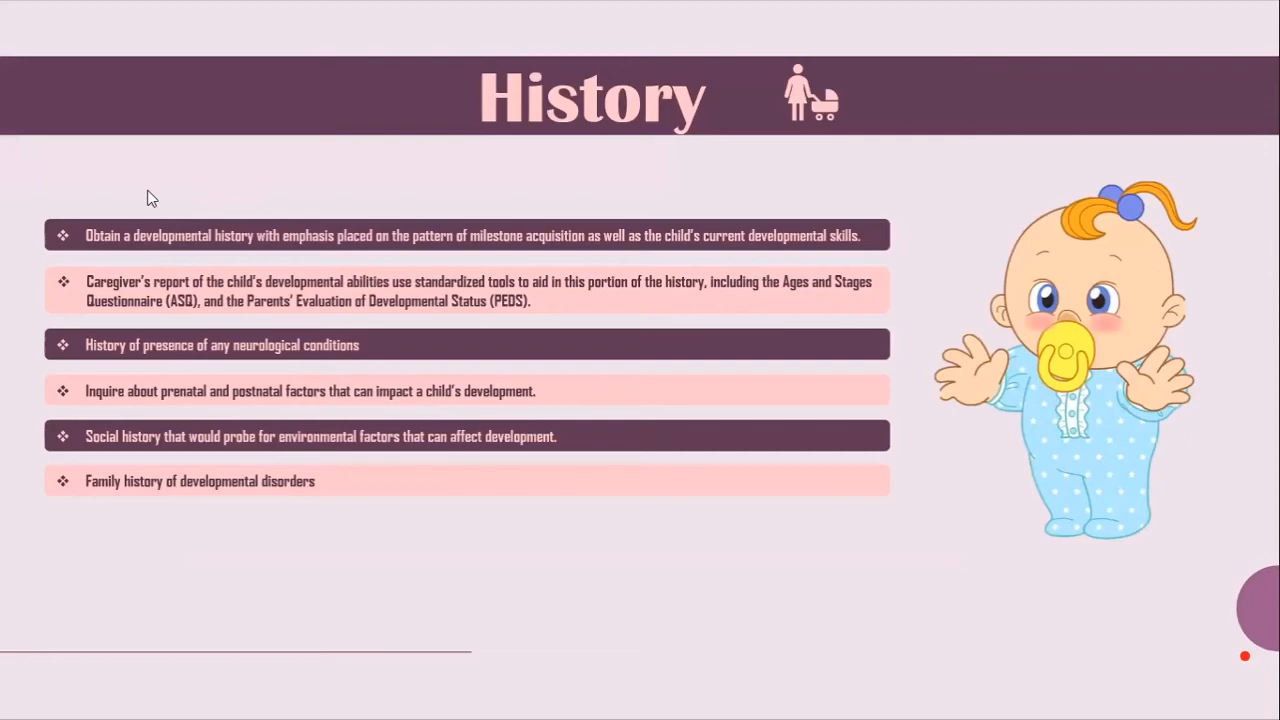 History
❖ Obtain a developmental history with emphasis placed on the pattern of milestone acquisition as well as the child's current developmental skills.
❖ Caregiver's report of the child's developmental abilities use standardized tools to aid in this portion of the history, including the Ages and Stages
Questionnaire (ASQ), and the Parents' Evaluation of Developmental Status (PEDS).
❖ History of presence of any neurological conditions
❖ Inquire about prenatal and postnatal factors that can impact a child's development.
❖ Social history that would probe for environmental factors that can affect development.
❖ Family history of developmental disorders